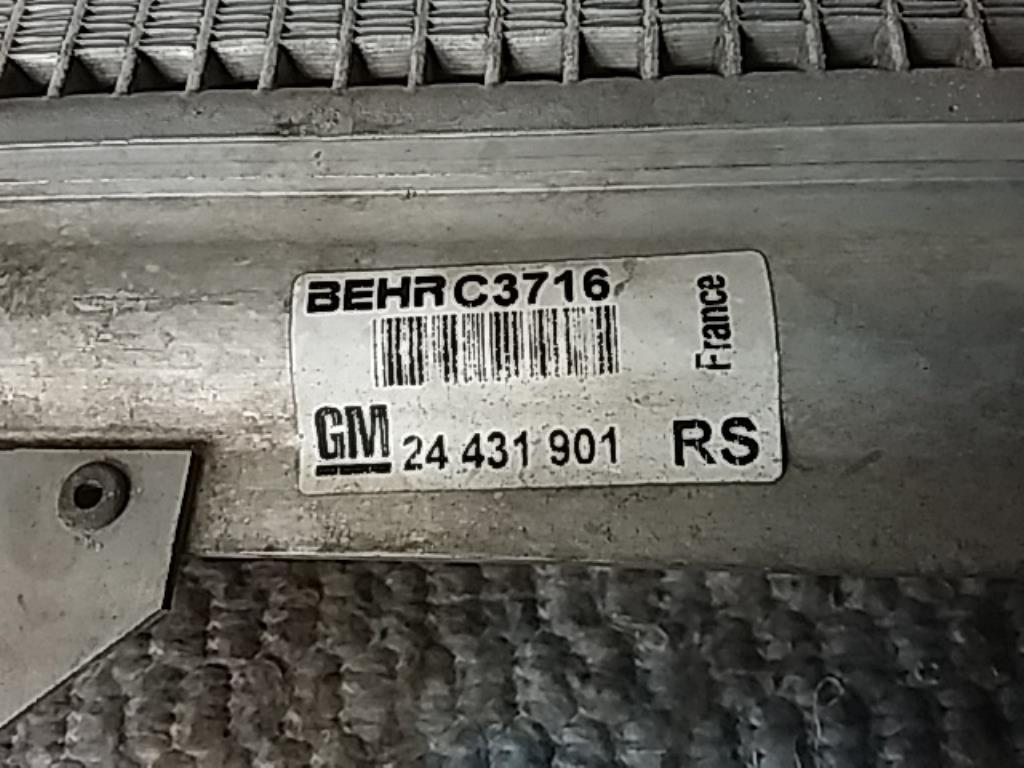 BEHR C3716
France
GM 24 431 901 RS